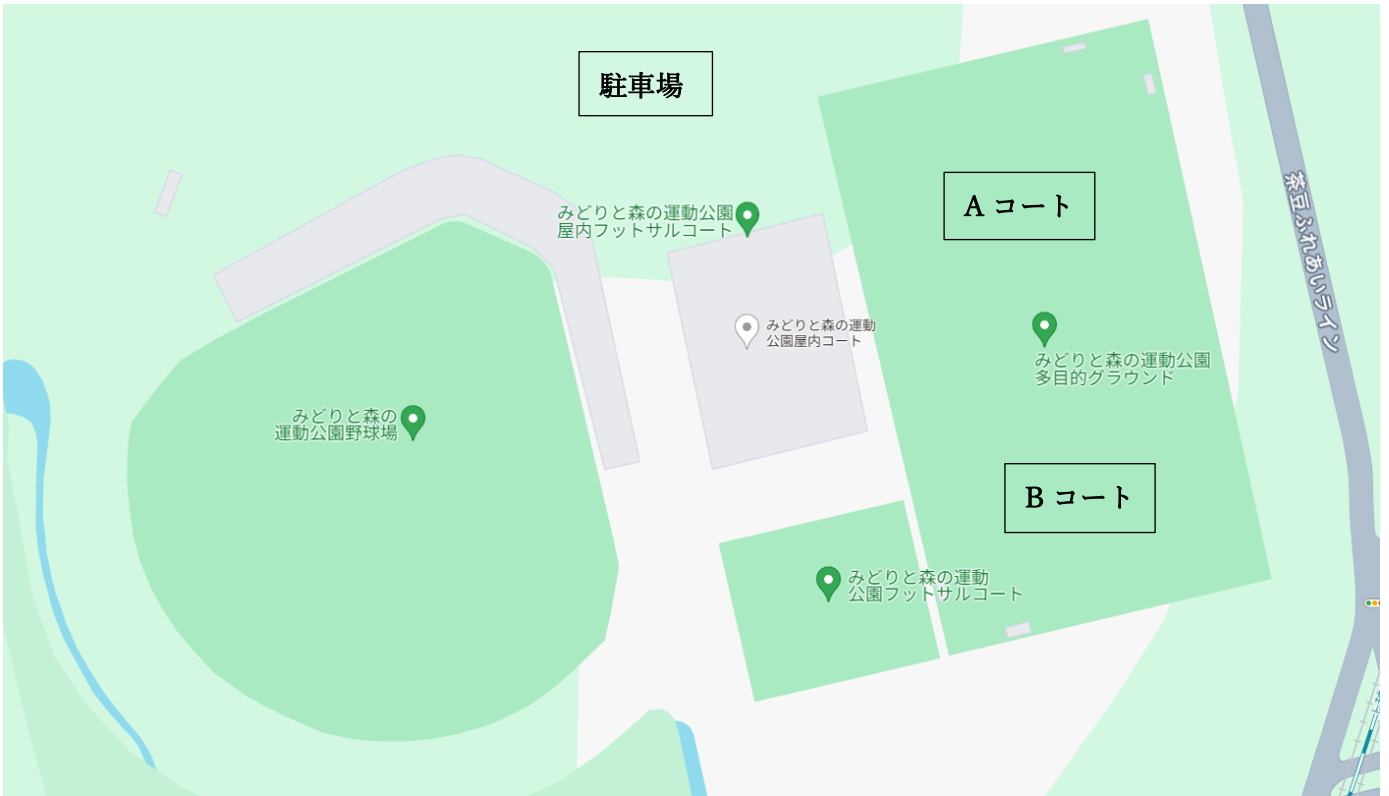 駐車場
A コート
茶豆ふれあいライン
みどりと森の運動公園
屋内フットサルコート
みどりと森の運動
公園屋内コート
みどりと森の運動公園
多目的グラウンド
みどりと森の
運動公園野球場
B コート
みどりと森の運動
公園フットサルコート